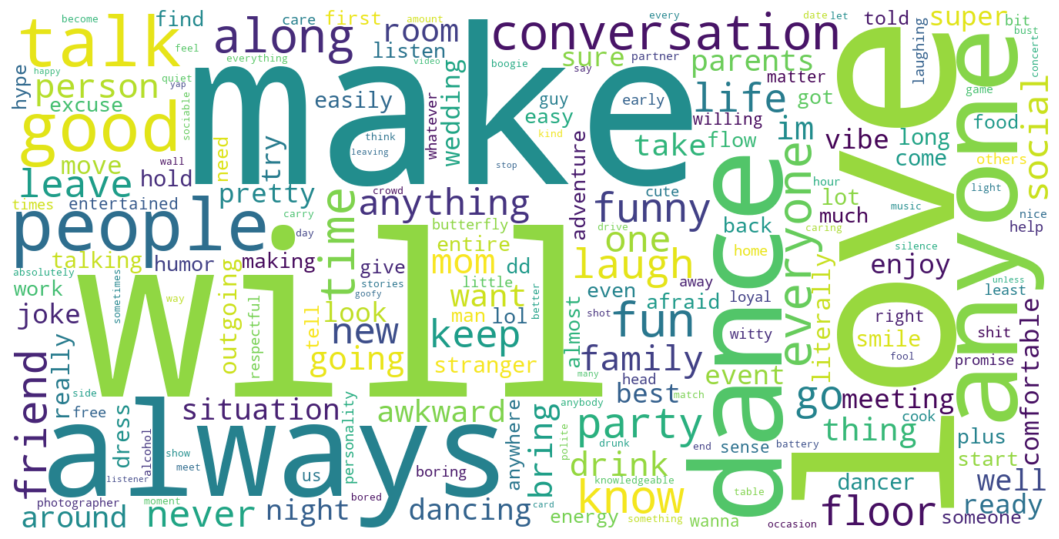 make
will
love
always
anyone
dance
people
good
talk
along
conversation
room
listen
find
care
first
amount
every
date
let
told
super
bit
bust
become
feel
hype
person
excuse
everything
video
boogie
partner
say
sure
parents
matter
got
laughing
concert
happy
quiet
yap
sociable
easily
whatever
wedding
guy
easy
early
life
willing
im
vibe
long
food
game
social
move
need
try
think
leaving
kind
stop
take
flow
come
others
leave
wall
hold
pretty
crowd
anything
adventure
cute
funny
everyone
hour
lot
much
light
nice
help
times
entertained
time
carry
day
butterfly
one
back
drive
home
caring
music
silence
enjoy
talking
humor
making
give
entire
mom
dd
laugh
away
loyal
literally
least
unless
absolutely
work
sometimes
way
outgoing
respectful
look
tell
stories
goofy
man
little
want
better
even
afraid
almost
shot
witty
right
smile
fool
shit
promise
comfortable
joke
really
new
lol
keep
fun
going
stranger
many
family
head
match
event
best
go
meeting
cook
friend
side
free
dress
situation
awkward
personality
anywhere
bring
anybody
party
thing
plus
alcohol
show
meet
us
boring
polite
drunk
end
sense
battery
start
listener
bored
drink
knowledgeable
table
dancer
well
photographer
moment
card
know
ready
around
never
night
dancing
energy
something
wanna
occasion
floor
someone